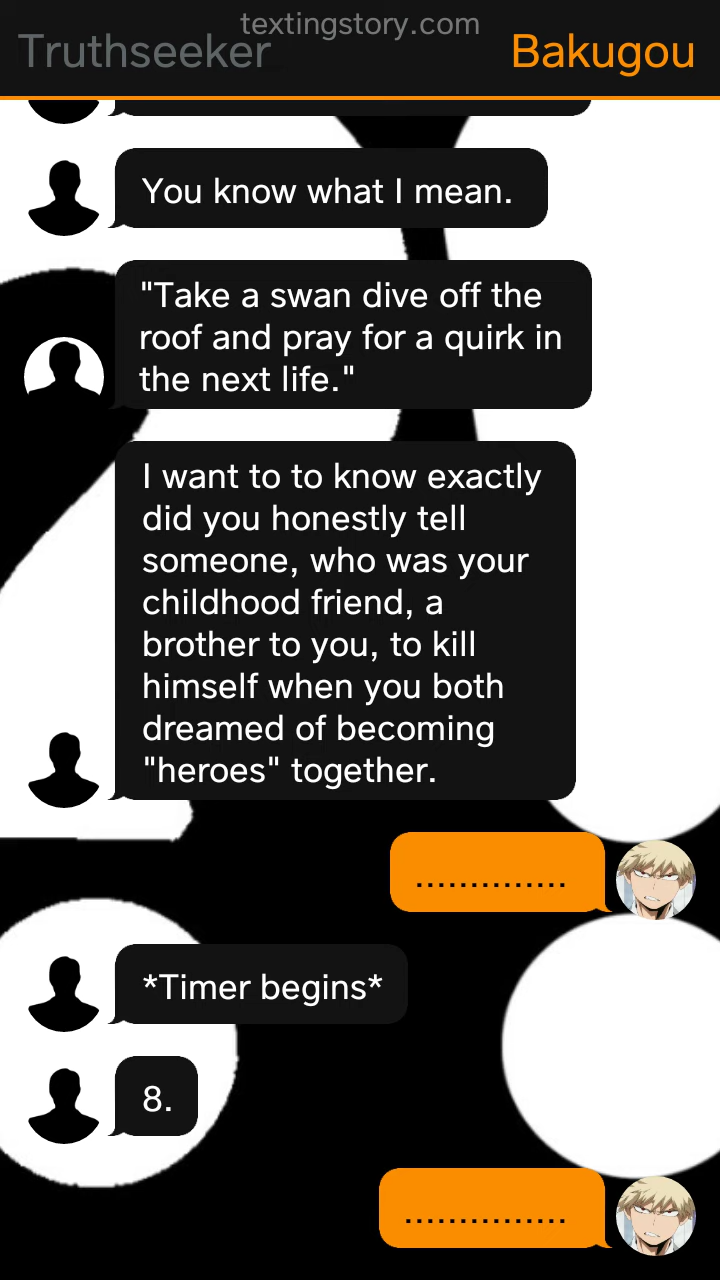 textingstory.com
Truthseeker
Bakugou
You know what I mean.
"Take a swan dive off the
roof and pray for a quirk in
the next life."
I want to to know exactly
did you honestly tell
someone, who was your
childhood friend, a
brother to you, to kill
himself when you both
dreamed of becoming
"heroes" together.
..............
*Timer begins*
8.
...............